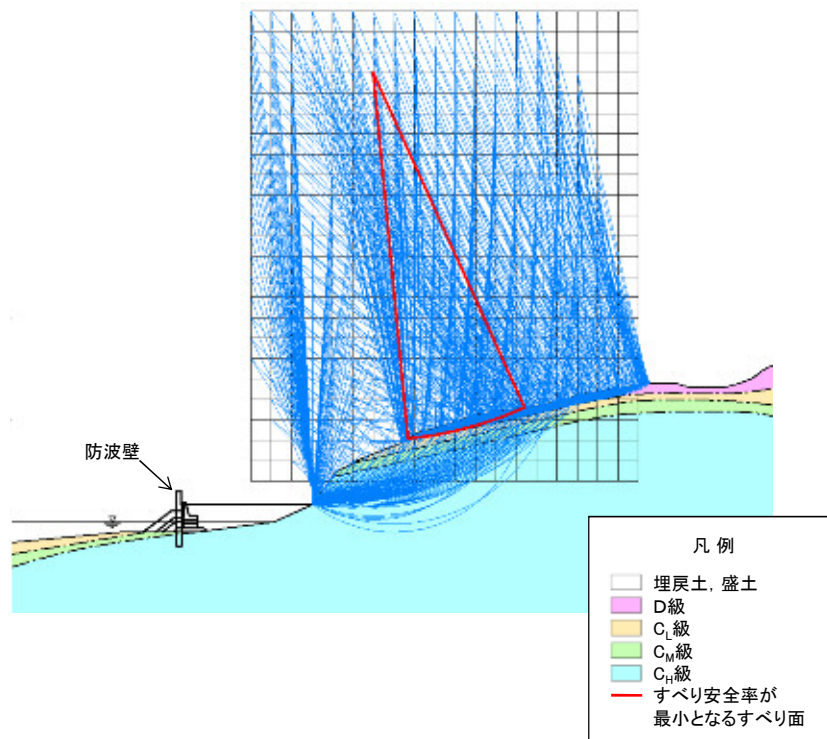 防波壁
凡 例
埋戻土，盛土
D級
CL級
CM級
CH級
すべり安全率が
最小となるすべり面